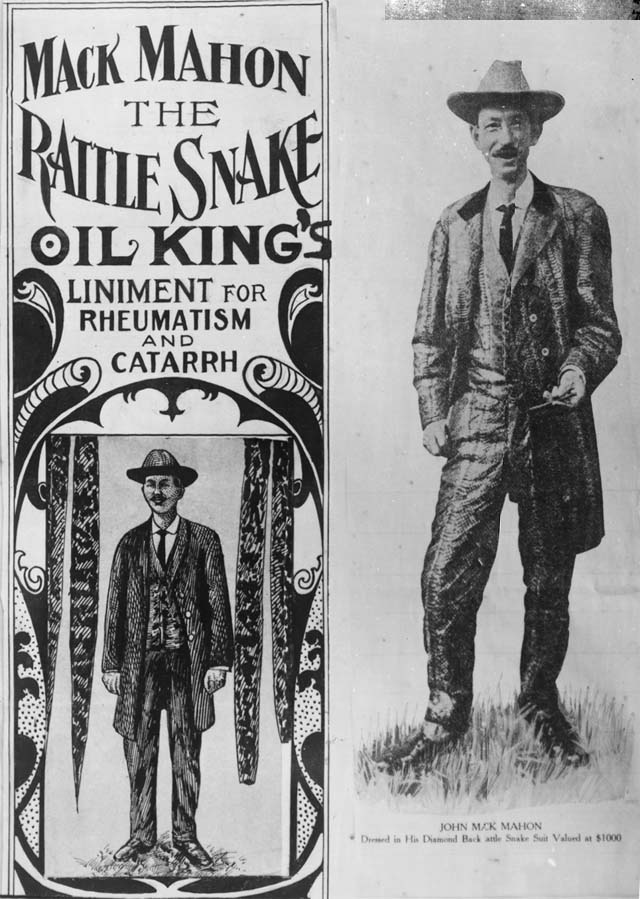 MACK MAHON
THE
RATTLE SNAKE
OIL KING'S
LINIMENT FOR
RHEUMATISM
AND
CATARRH
JOHN MACK MAHON
Dressed in His Diamond Back attle Snake Suit Valued at $1000